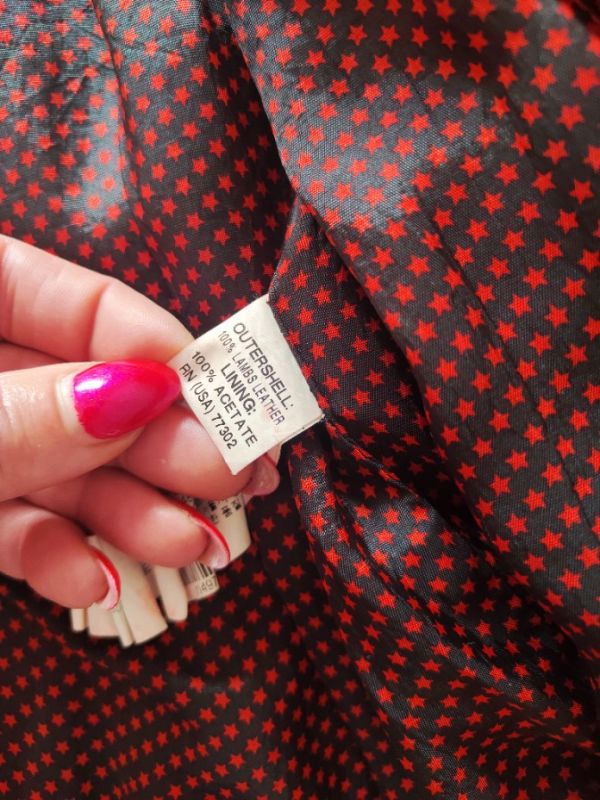 OUTERSHELL:
100% LAMBS LEATHER
LINING:
100% ACETATE
RN (USA) 77302